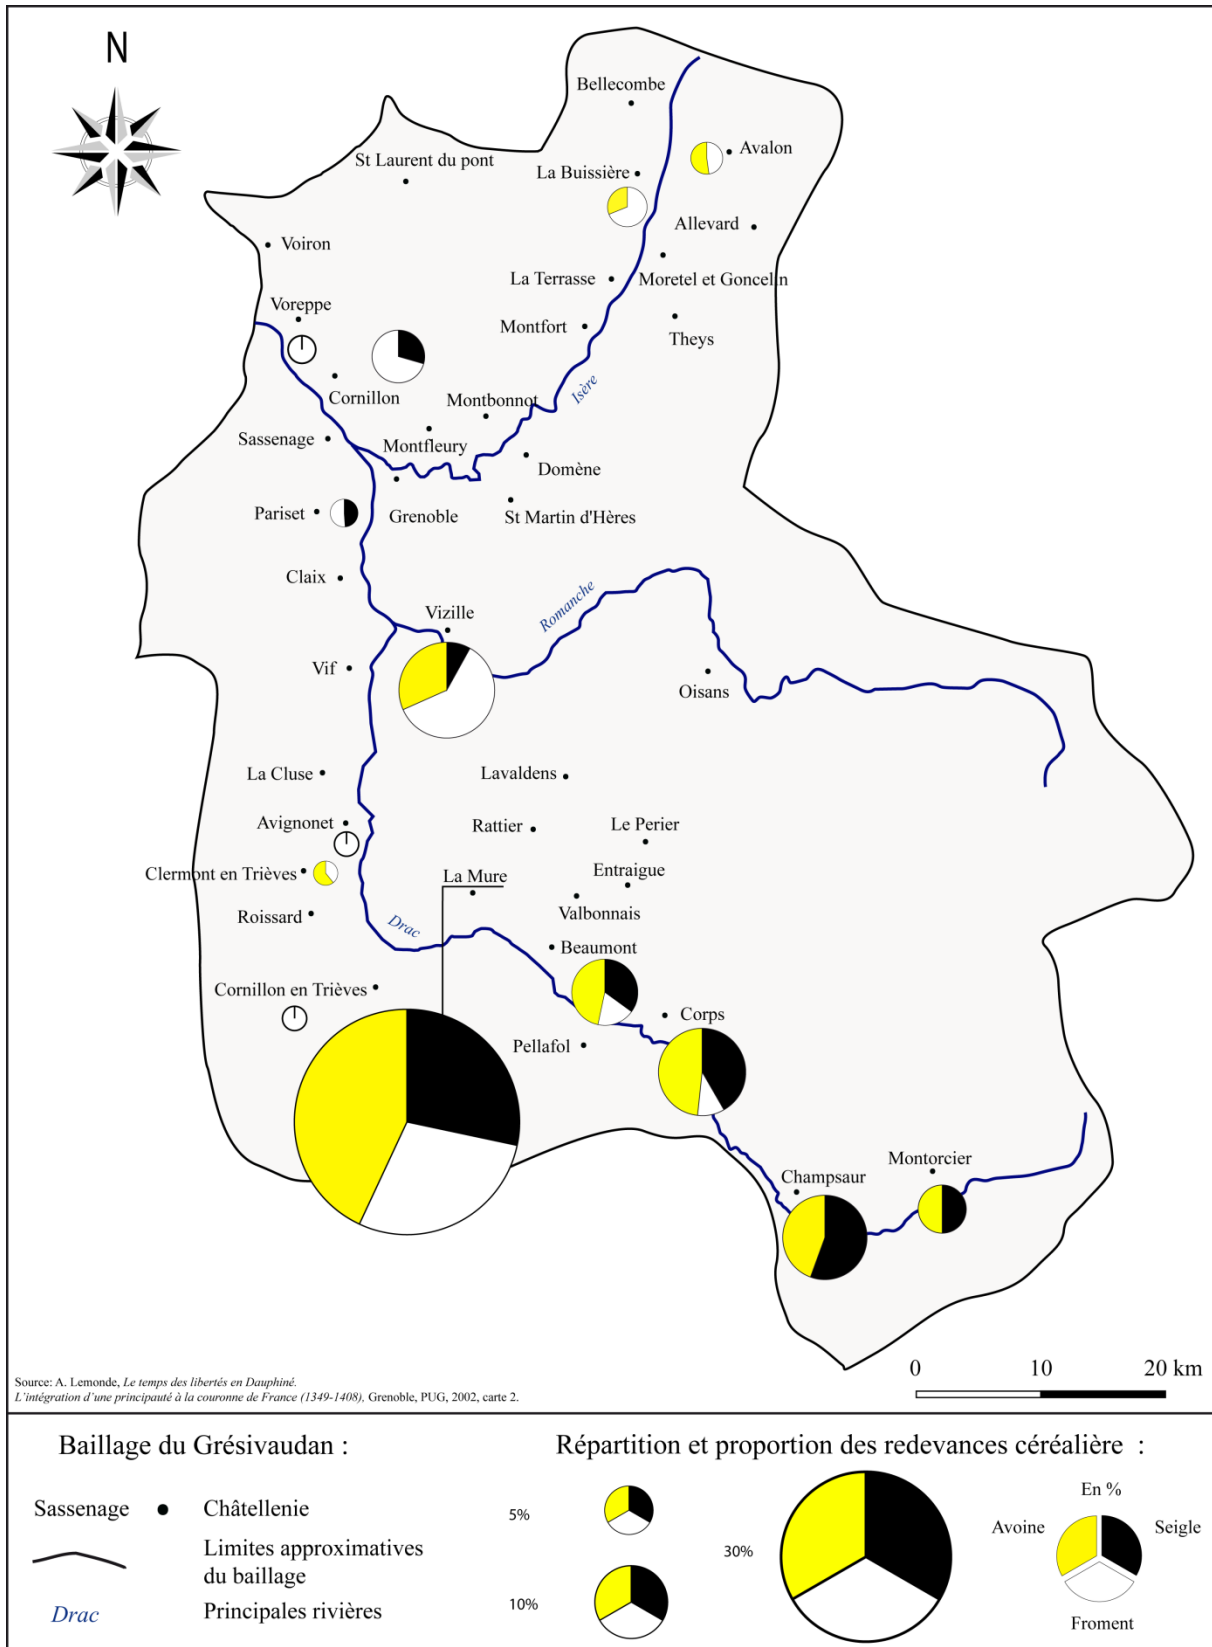 N
Bellecombe
Avalon
St Laurent du pont
La Buissière
Allevard
Voiron
La Terrasse
Moretel et Goncelin
Voreppe
Montfort
Theys
Isère
Cornillon
Montbonnot
Sassenage
Montfleury
Domène
Pariset
Grenoble
St Martin d'Hères
Claix
Romanche
Vizille
Vif
Oisans
La Cluse
Lavaldens
Avignonet
Rattier
Le Perier
Clermont en Trièves
La Mure
Entraigue
Roissard
Valbonnais
Drac
Beaumont
Cornillon en Trièves
Corps
Pellafol
Champsaur
Montorcier
0 10 20 km
Source: A. Lemonde, Le temps des libertés en Dauphiné.
L'intégration d'une principauté à la couronne de France (1349-1408), Grenoble, PUG, 2002, carte 2.
Baillage du Grésivaudan :
Sassenage
Châtellenie
Limites approximatives
du baillage
Drac
Principales rivières
Répartition et proportion des redevances céréalière :
5%
10%
30%
En %
Avoine
Seigle
Froment